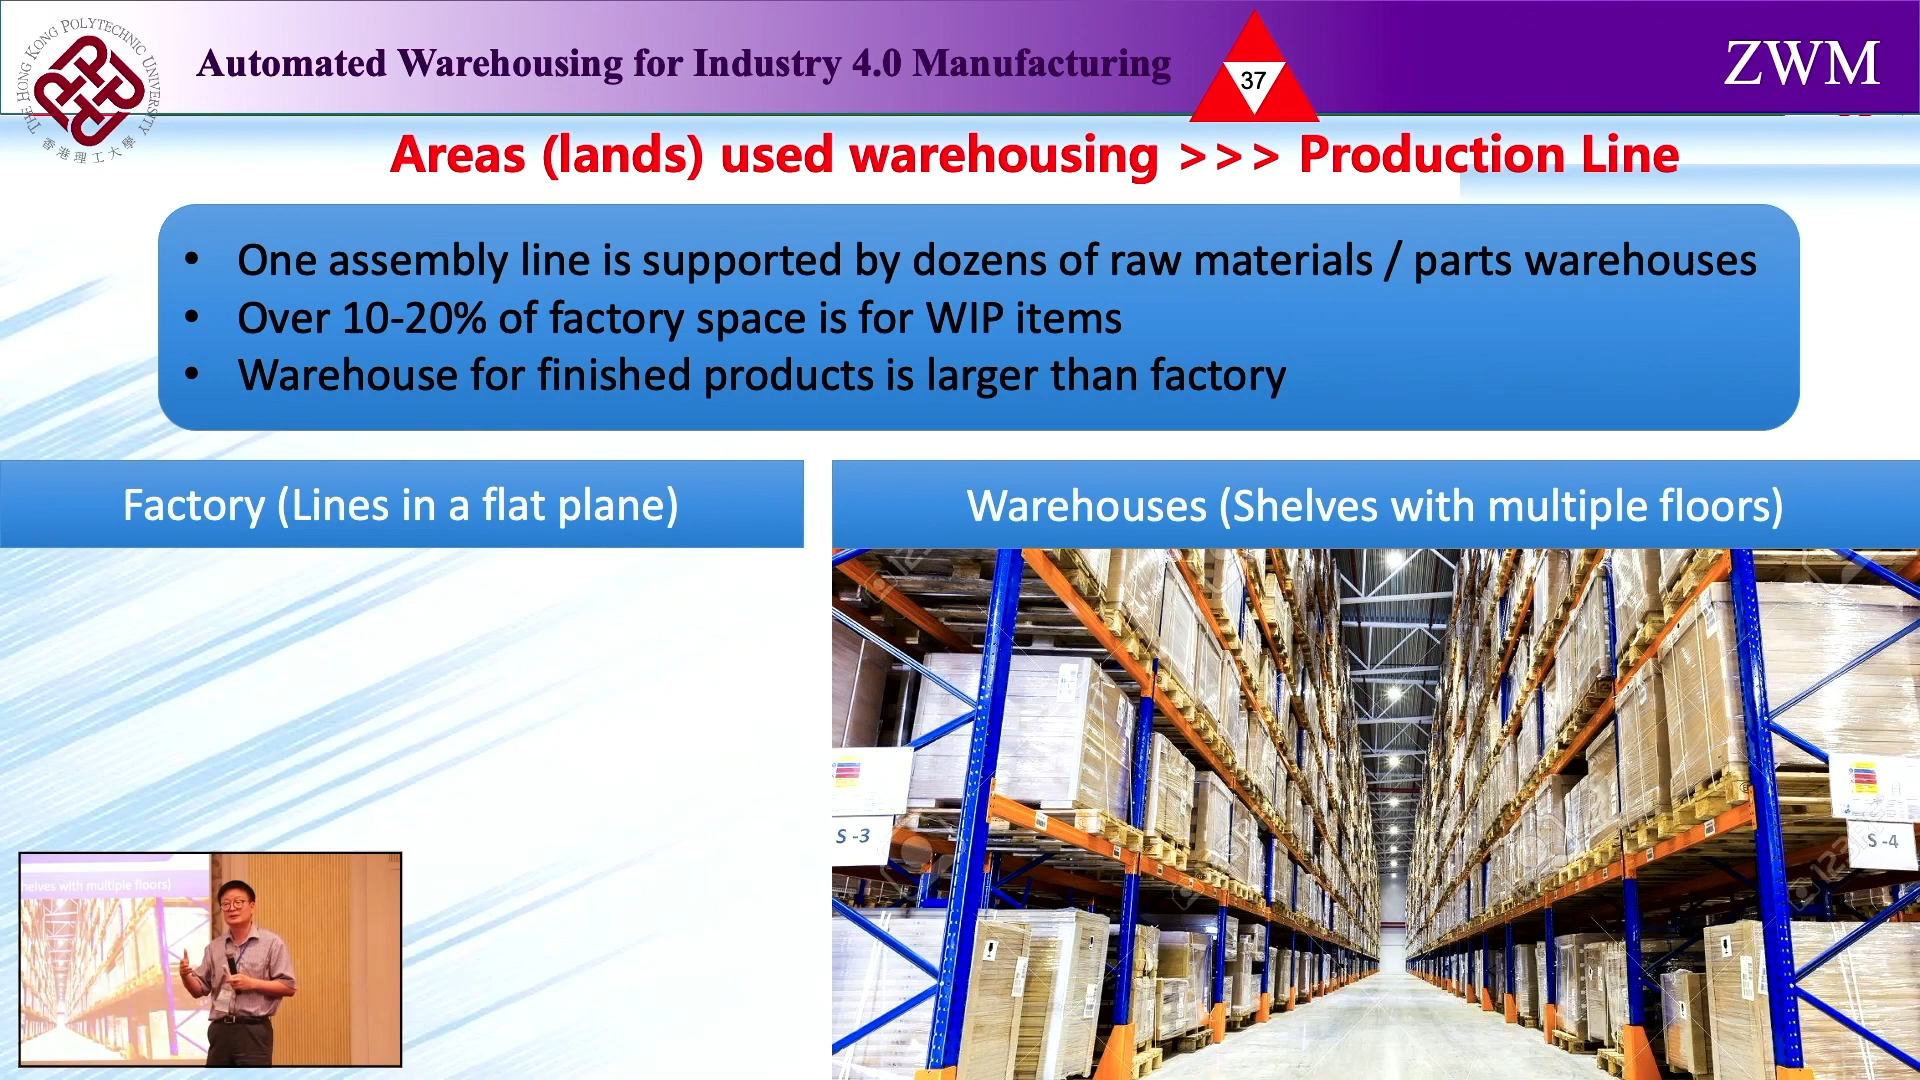 THE HONG KONG POLYTECHNIC UNIVERSITY
香港理工大學
Automated Warehousing for Industry 4.0 Manufacturing
37
ZWM
Areas (lands) used warehousing >>> Production Line
• One assembly line is supported by dozens of raw materials / parts warehouses
• Over 10-20% of factory space is for WIP items
• Warehouse for finished products is larger than factory
Factory (Lines in a flat plane)
Warehouses (Shelves with multiple floors)
S -3
S -4
helves with multiple floors)